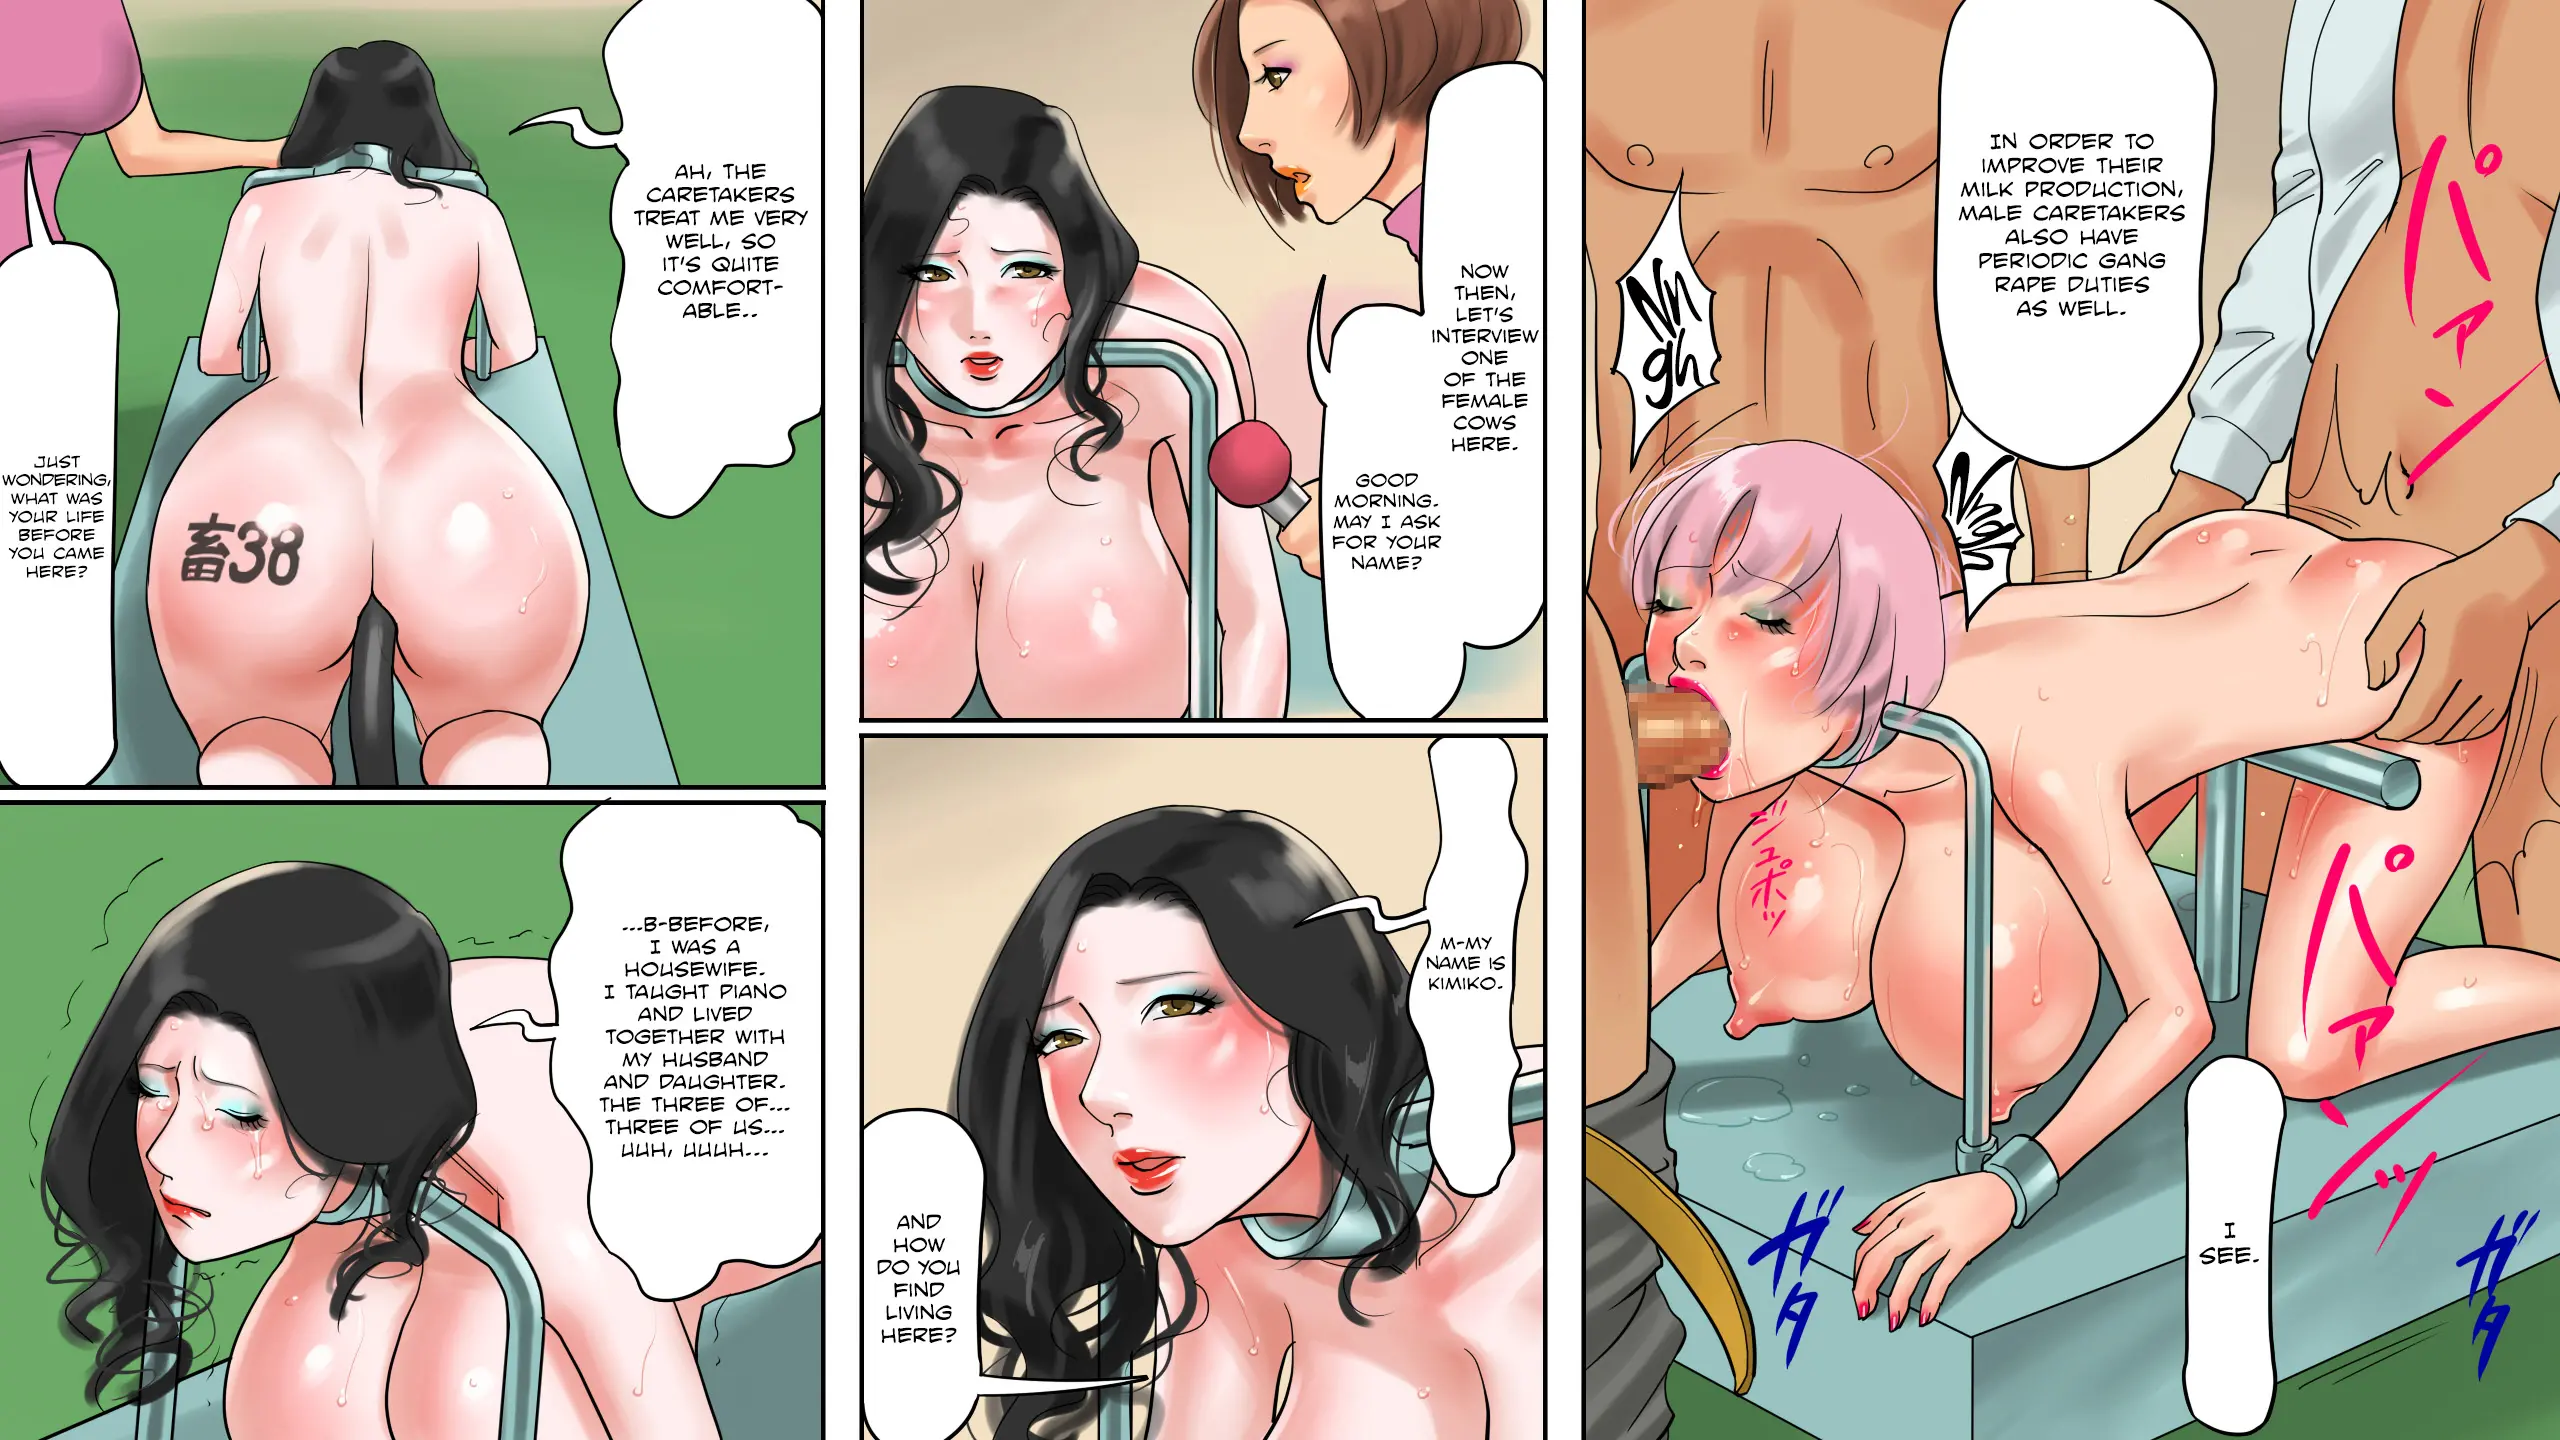 IN ORDER TO
IMPROVE THEIR
MILK PRODUCTION,
MALE CARETAKERS
ALSO HAVE
PERIODIC GANG
RAPE DUTIES
AS WELL.
Nn
gh
パァン
ジュポッ
パァンッ
I
SEE.
ガタ
ガタ
NOW
THEN,
LET'S
INTERVIEW
ONE
OF THE
FEMALE
COWS
HERE.
GOOD
MORNING.
MAY I ASK
FOR YOUR
NAME?
M-MY
NAME IS
KIMIKO.
AND
HOW
DO YOU
FIND
LIVING
HERE?
AH, THE
CARETAKERS
TREAT ME VERY
WELL, SO
IT'S QUITE
COMFORT-
ABLE..
畜38
JUST
WONDERING,
WHAT WAS
YOUR LIFE
BEFORE
YOU CAME
HERE?
...B-BEFORE,
I WAS A
HOUSEWIFE.
I TAUGHT PIANO
AND LIVED
TOGETHER WITH
MY HUSBAND
AND DAUGHTER.
THE THREE OF...
THREE OF US...
UUH, UUUH...